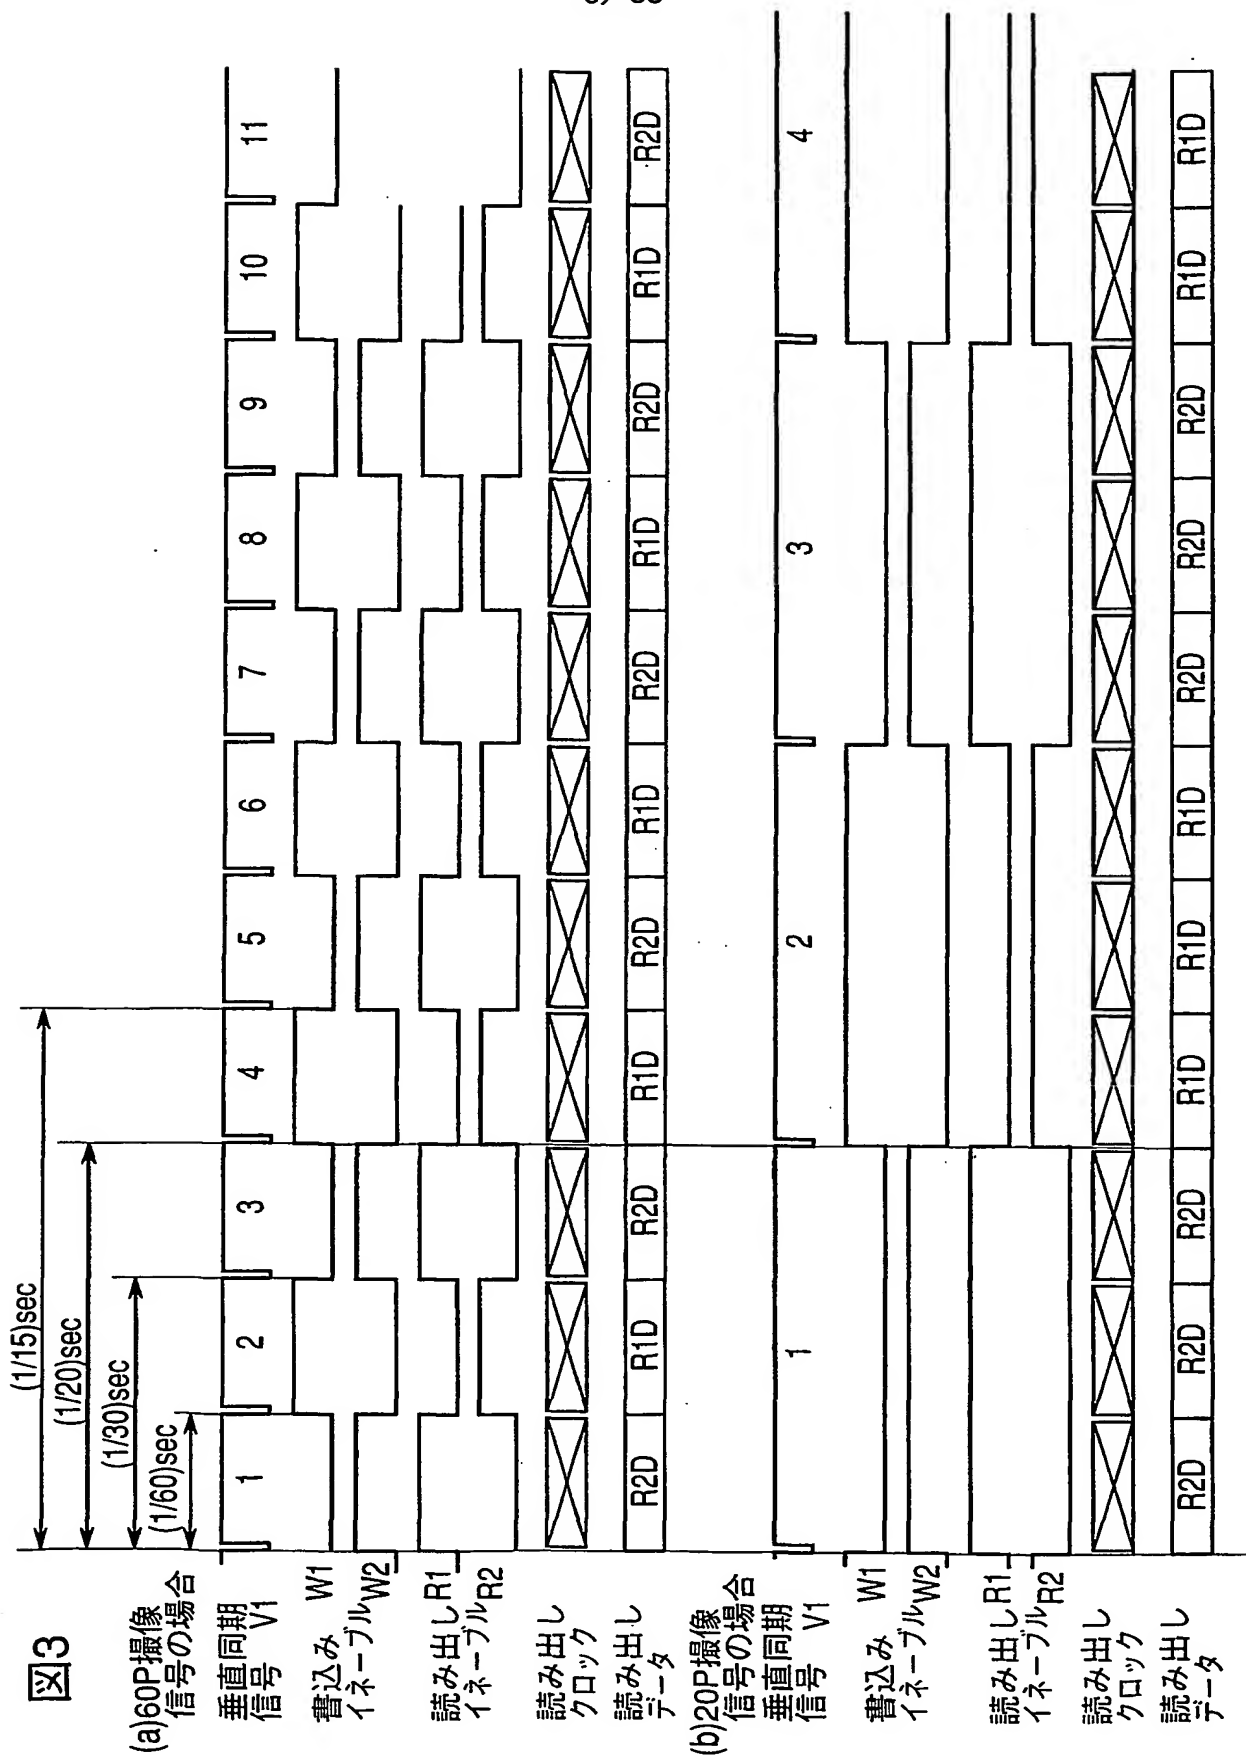 図3
(1/15)sec
(1/20)sec
(1/30)sec
(1/60)sec
(a)60P撮像
信号の場合
垂直同期
信号 V1
1 2 3 4 5 6 7 8 9 10 11
書込み W1
イネーブル W2
読み出し R1
イネーブル R2
読み出し
クロック
読み出し
データ
R2D R1D R2D R1D R2D R1D R2D R1D R2D R1D R2D
(b)20P撮像
信号の場合
垂直同期
信号 V1
1 2 3 4
書込み W1
イネーブル W2
読み出し R1
イネーブル R2
読み出し
クロック
読み出し
データ
R2D R2D R2D R1D R1D R1D R2D R2D R2D R1D R1D